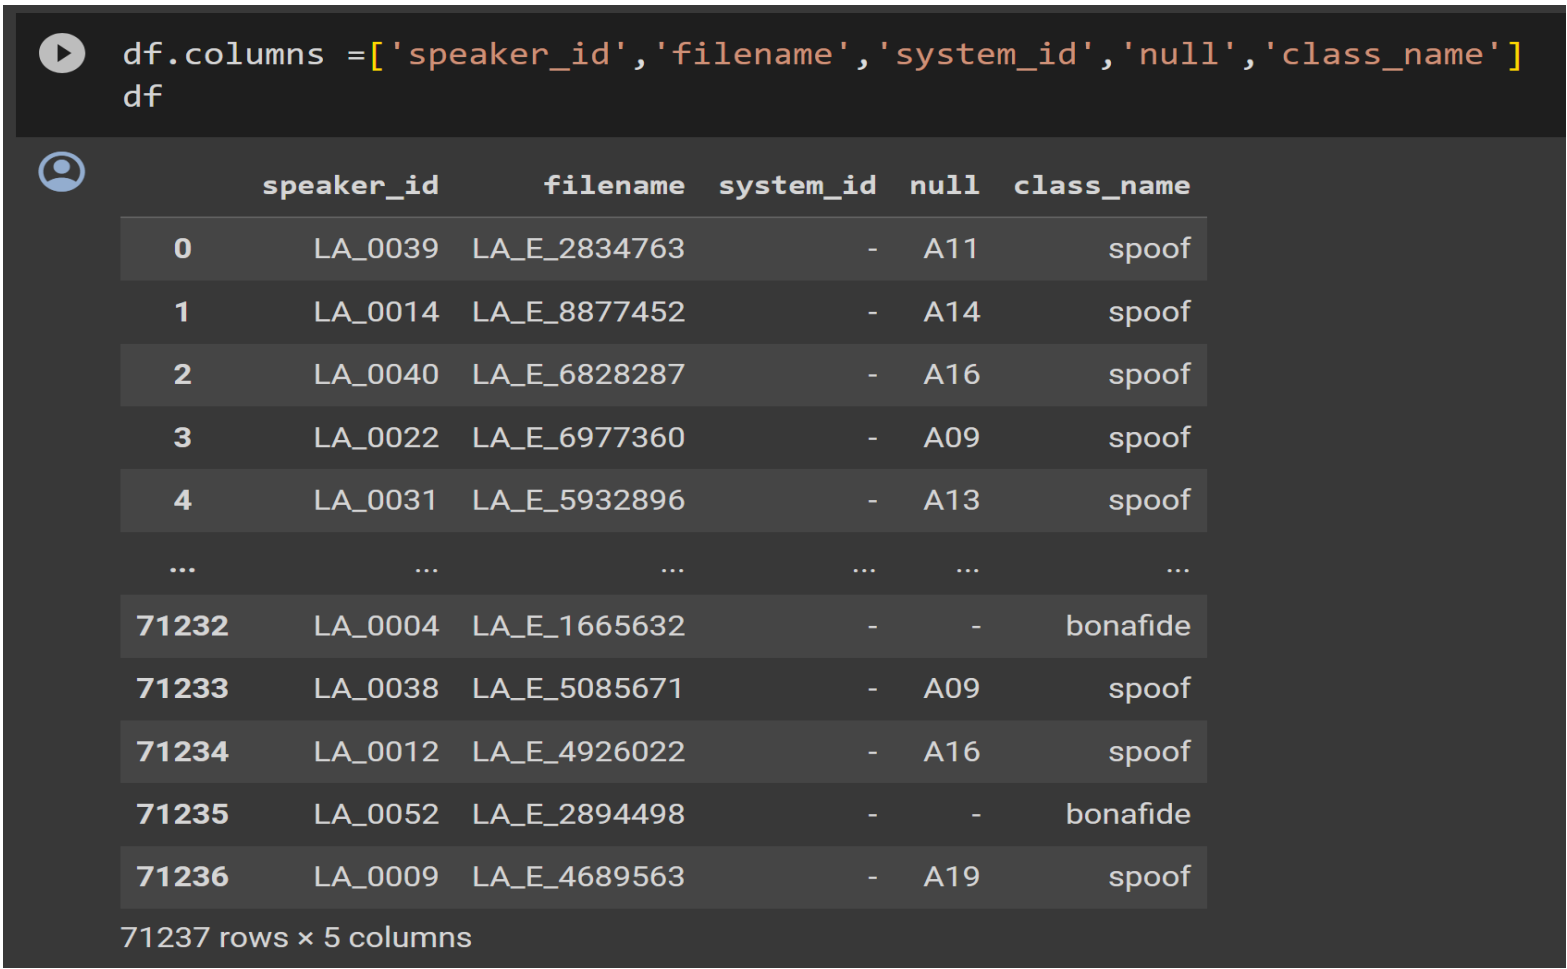 df.columns =['speaker_id','filename','system_id','null','class_name']
df
speaker_id filename system_id null class_name
0 LA_0039 LA_E_2834763 - A11 spoof
1 LA_0014 LA_E_8877452 - A14 spoof
2 LA_0040 LA_E_6828287 - A16 spoof
3 LA_0022 LA_E_6977360 - A09 spoof
4 LA_0031 LA_E_5932896 - A13 spoof
... ... ... ... ... ...
71232 LA_0004 LA_E_1665632 - - bonafide
71233 LA_0038 LA_E_5085671 - A09 spoof
71234 LA_0012 LA_E_4926022 - A16 spoof
71235 LA_0052 LA_E_2894498 - - bonafide
71236 LA_0009 LA_E_4689563 - A19 spoof
71237 rows × 5 columns